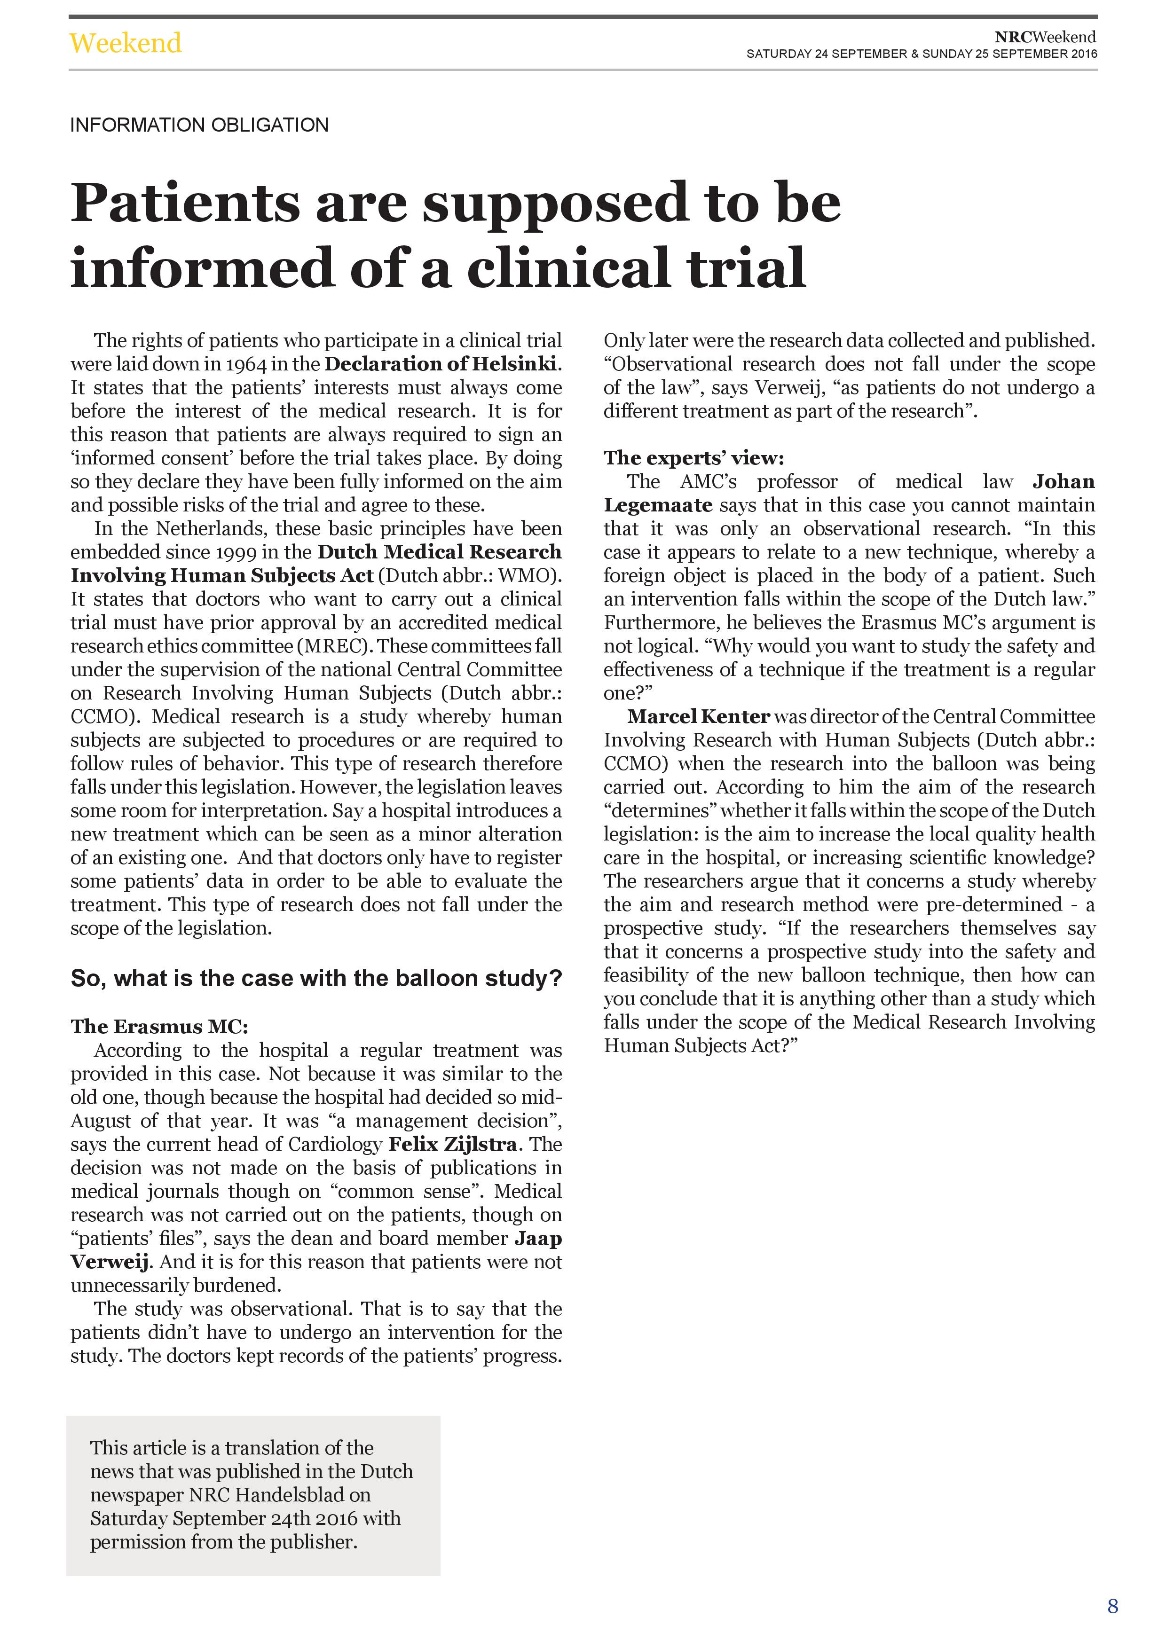 Weekend
NRCWeekend
SATURDAY 24 SEPTEMBER & SUNDAY 25 SEPTEMBER 2016
INFORMATION OBLIGATION
Patients are supposed to be
informed of a clinical trial
The rights of patients who participate in a clinical trial
were laid down in 1964 in the Declaration of Helsinki.
It states that the patients’ interests must always come
before the interest of the medical research. It is for
this reason that patients are always required to sign an
‘informed consent’ before the trial takes place. By doing
so they declare they have been fully informed on the aim
and possible risks of the trial and agree to these.
In the Netherlands, these basic principles have been
embedded since 1999 in the Dutch Medical Research
Involving Human Subjects Act (Dutch abbr.: WMO).
It states that doctors who want to carry out a clinical
trial must have prior approval by an accredited medical
research ethics committee (MREC). These committees fall
under the supervision of the national Central Committee
on Research Involving Human Subjects (Dutch abbr.:
CCMO). Medical research is a study whereby human
subjects are subjected to procedures or are required to
follow rules of behavior. This type of research therefore
falls under this legislation. However, the legislation leaves
some room for interpretation. Say a hospital introduces a
new treatment which can be seen as a minor alteration
of an existing one.  And that doctors only have to register
some patients’ data in order to be able to evaluate the
treatment. This type of research does not fall under the
scope of the legislation.
So, what is the case with the balloon study?
The Erasmus MC:
According to the hospital a regular treatment was
provided in this case. Not because it was similar to the
old one, though because the hospital had decided so mid-
August of that year. It was “a management decision”,
says the current head of Cardiology Felix Zijlstra. The
decision was not made on the basis of publications in
medical journals though on “common sense”. Medical
research was not carried out on the patients, though on
“patients’ files”, says the dean and board member Jaap
Verweij. And it is for this reason that patients were not
unnecessarily burdened.
The study was observational. That is to say that the
patients didn’t have to undergo an intervention for the
study. The doctors kept records of the patients’ progress.
Only later were the research data collected and published.
“Observational research does not fall under the scope
of the law”, says Verweij, “as patients do not undergo a
different treatment as part of the research”.
The experts’ view:
The AMC’s professor of medical law Johan
Legemaate says that in this case you cannot maintain
that it was only an observational research. “In this
case it appears to relate to a new technique, whereby a
foreign object is placed in the body of a patient. Such
an intervention falls within the scope of the Dutch law.”
Furthermore, he believes the Erasmus MC’s argument is
not logical. “Why would you want to study the safety and
effectiveness of a technique if the treatment is a regular
one?”
Marcel Kenter was director of the Central Committee
Involving Research with Human Subjects (Dutch abbr.:
CCMO) when the research into the balloon was being
carried out. According to him the aim of the research
“determines” whether it falls within the scope of the Dutch
legislation: is the aim to increase the local quality health
care in the hospital, or increasing scientific knowledge?
The researchers argue that it concerns a study whereby
the aim and research method were pre-determined - a
prospective study. “If the researchers themselves say
that it concerns a prospective study into the safety and
feasibility of the new balloon technique, then how can
you conclude that it is anything other than a study which
falls under the scope of the Medical Research Involving
Human Subjects Act?”
This article is a translation of the
news that was published in the Dutch
newspaper NRC Handelsblad on
Saturday September 24th 2016 with
permission from the publisher.
8